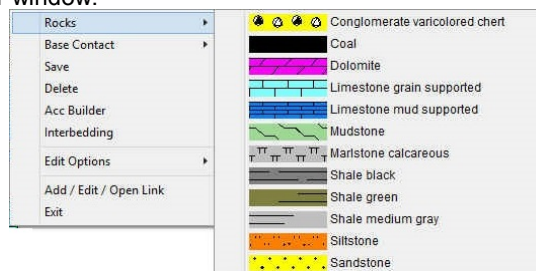 window.
Rocks
Base Contact
Save
Delete
Acc Builder
Interbedding
Edit Options
Add / Edit / Open Link
Exit
Conglomerate varicolored chert
Coal
Dolomite
Limestone grain supported
Limestone mud supported
Mudstone
Marlstone calcareous
Shale black
Shale green
Shale medium gray
Siltstone
Sandstone